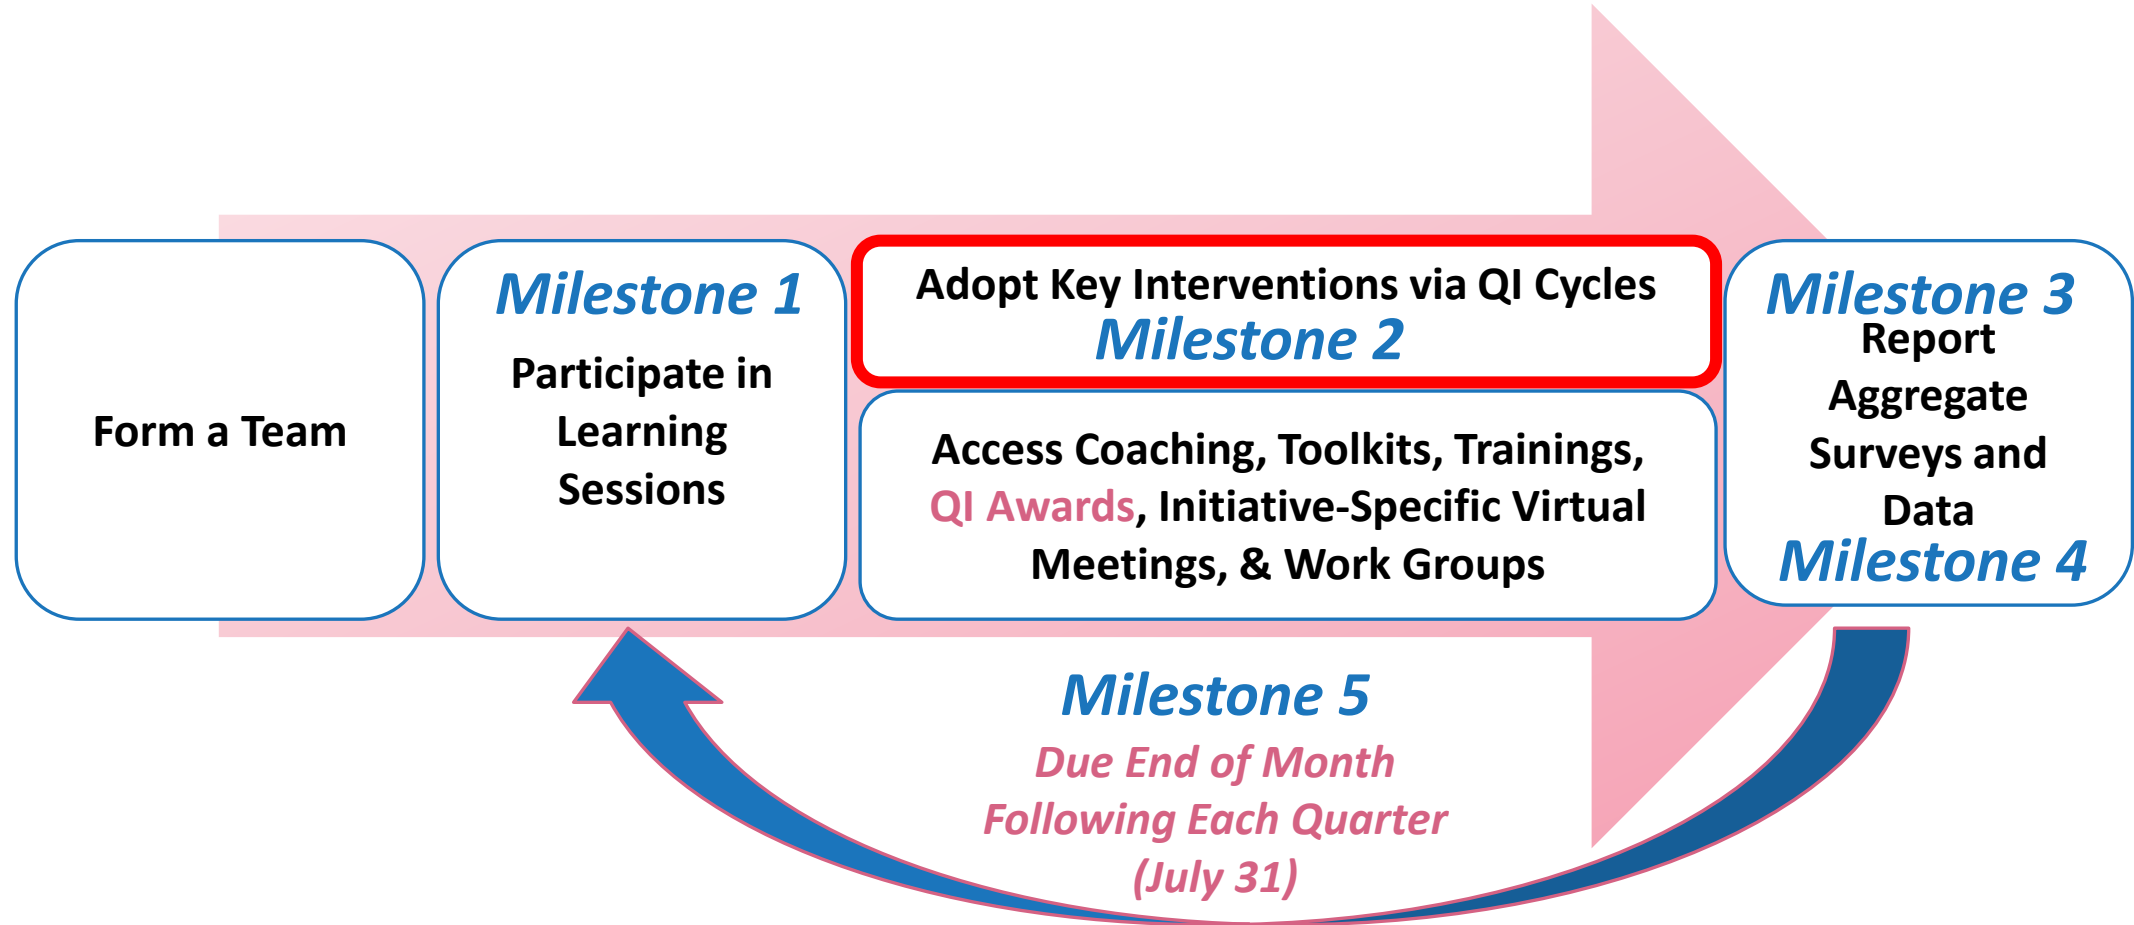 Form a Team
Milestone 1
Participate in
Learning
Sessions
Adopt Key Interventions via QI Cycles
Milestone 2
Access Coaching, Toolkits, Trainings,
QI Awards, Initiative-Specific Virtual
Meetings, & Work Groups
Milestone 3
Report
Aggregate
Surveys and
Data
Milestone 4
Milestone 5
Due End of Month
Following Each Quarter
(July 31)